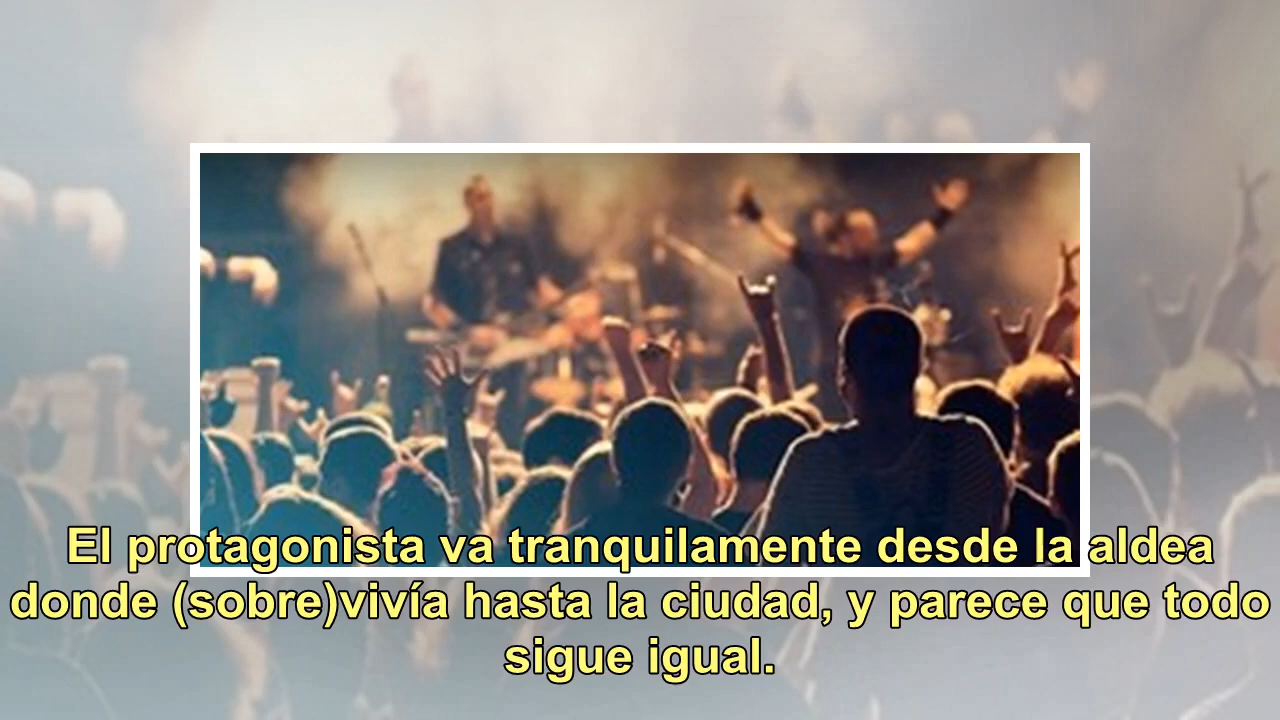 El protagonista va tranquilamente desde la aldea
donde (sobre)vivía hasta la ciudad, y parece que todo
sigue igual.